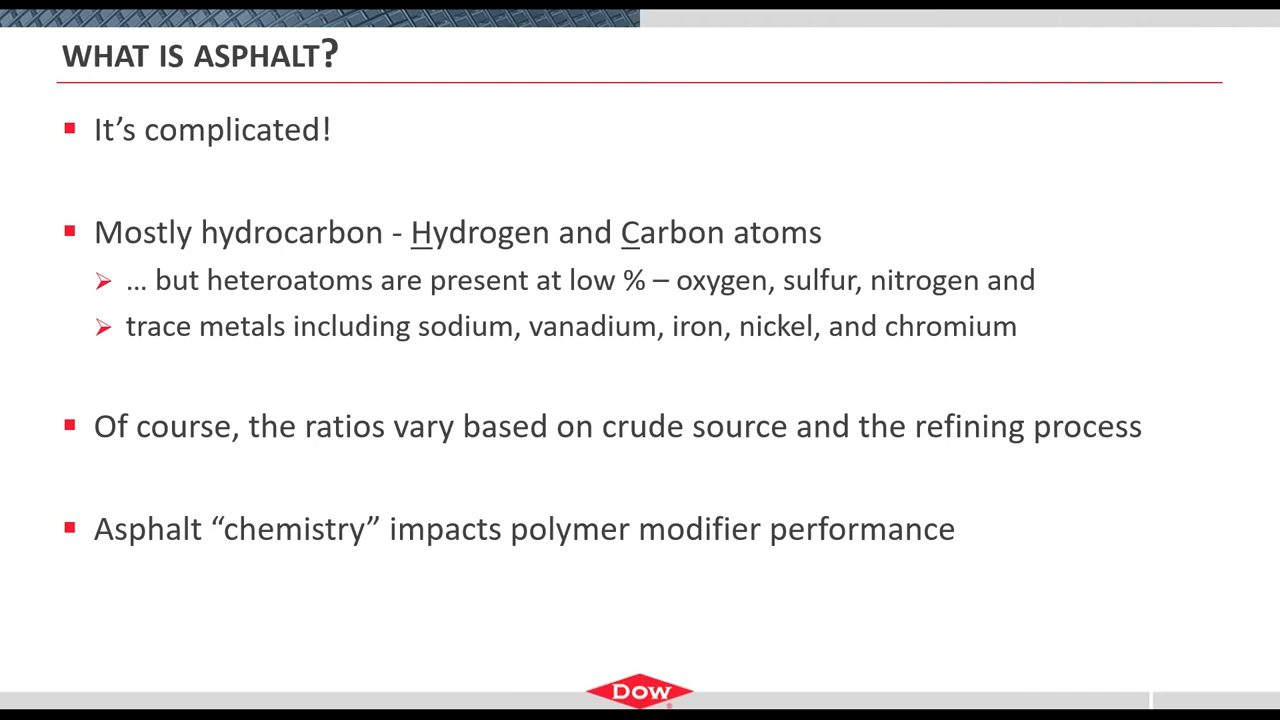 WHAT IS ASPHALT?
It’s complicated!
Mostly hydrocarbon - Hydrogen and Carbon atoms
... but heteroatoms are present at low % – oxygen, sulfur, nitrogen and
trace metals including sodium, vanadium, iron, nickel, and chromium
Of course, the ratios vary based on crude source and the refining process
Asphalt “chemistry” impacts polymer modifier performance
DOW